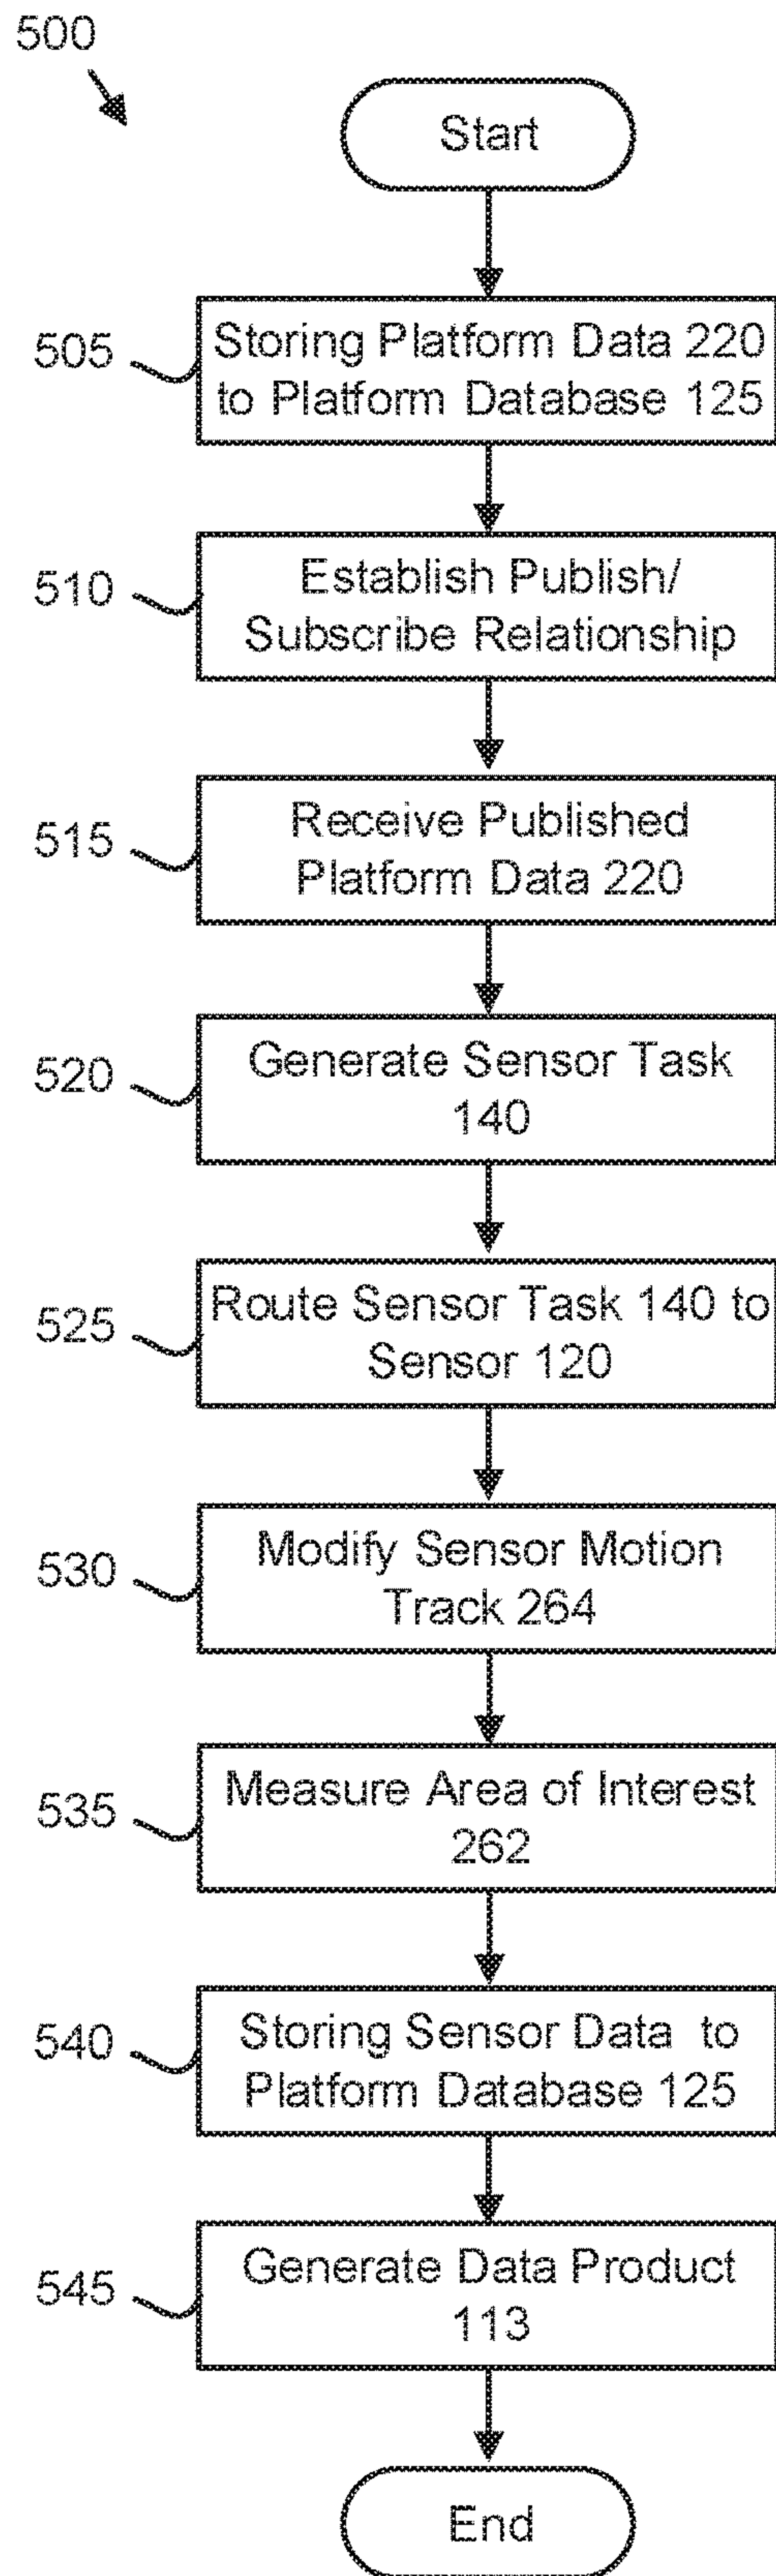 500
Start
505
Storing Platform Data 220
to Platform Database 125
510
Establish Publish/
Subscribe Relationship
515
Receive Published
Platform Data 220
520
Generate Sensor Task
140
525
Route Sensor Task 140 to
Sensor 120
530
Modify Sensor Motion
Track 264
535
Measure Area of Interest
262
540
Storing Sensor Data to
Platform Database 125
545
Generate Data Product
113
End